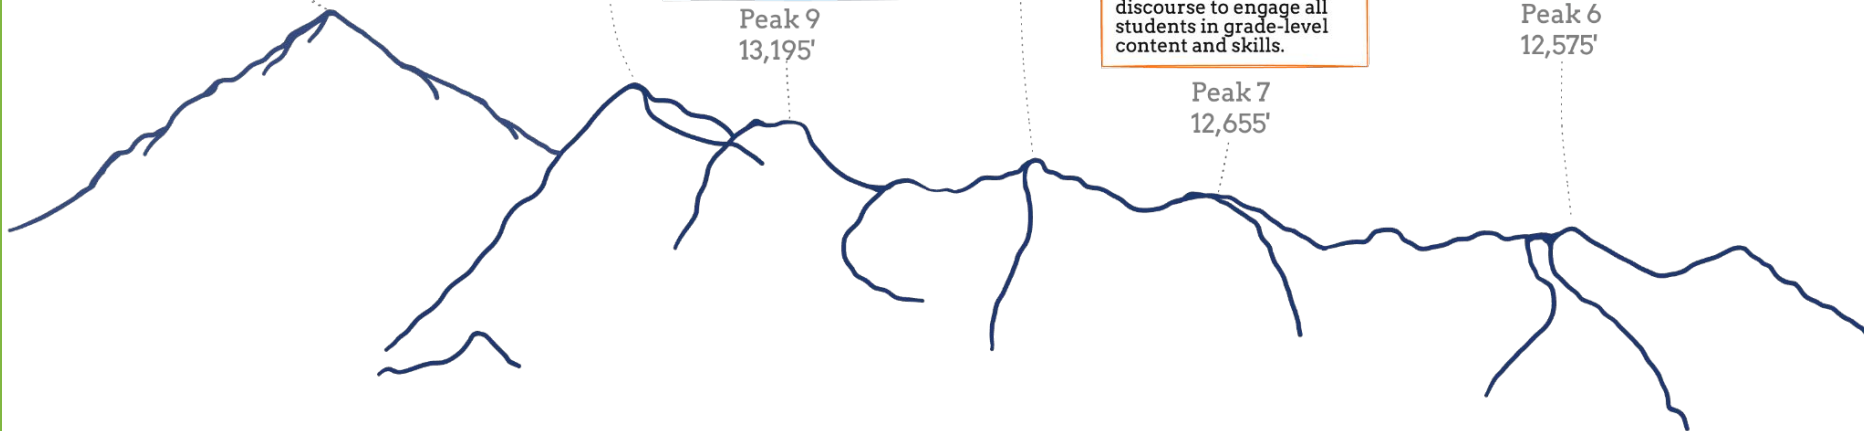 Peak 9
13,195'
discourse to engage all
students in grade-level
content and skills.
Peak 7
12,655'
Peak 6
12,575'